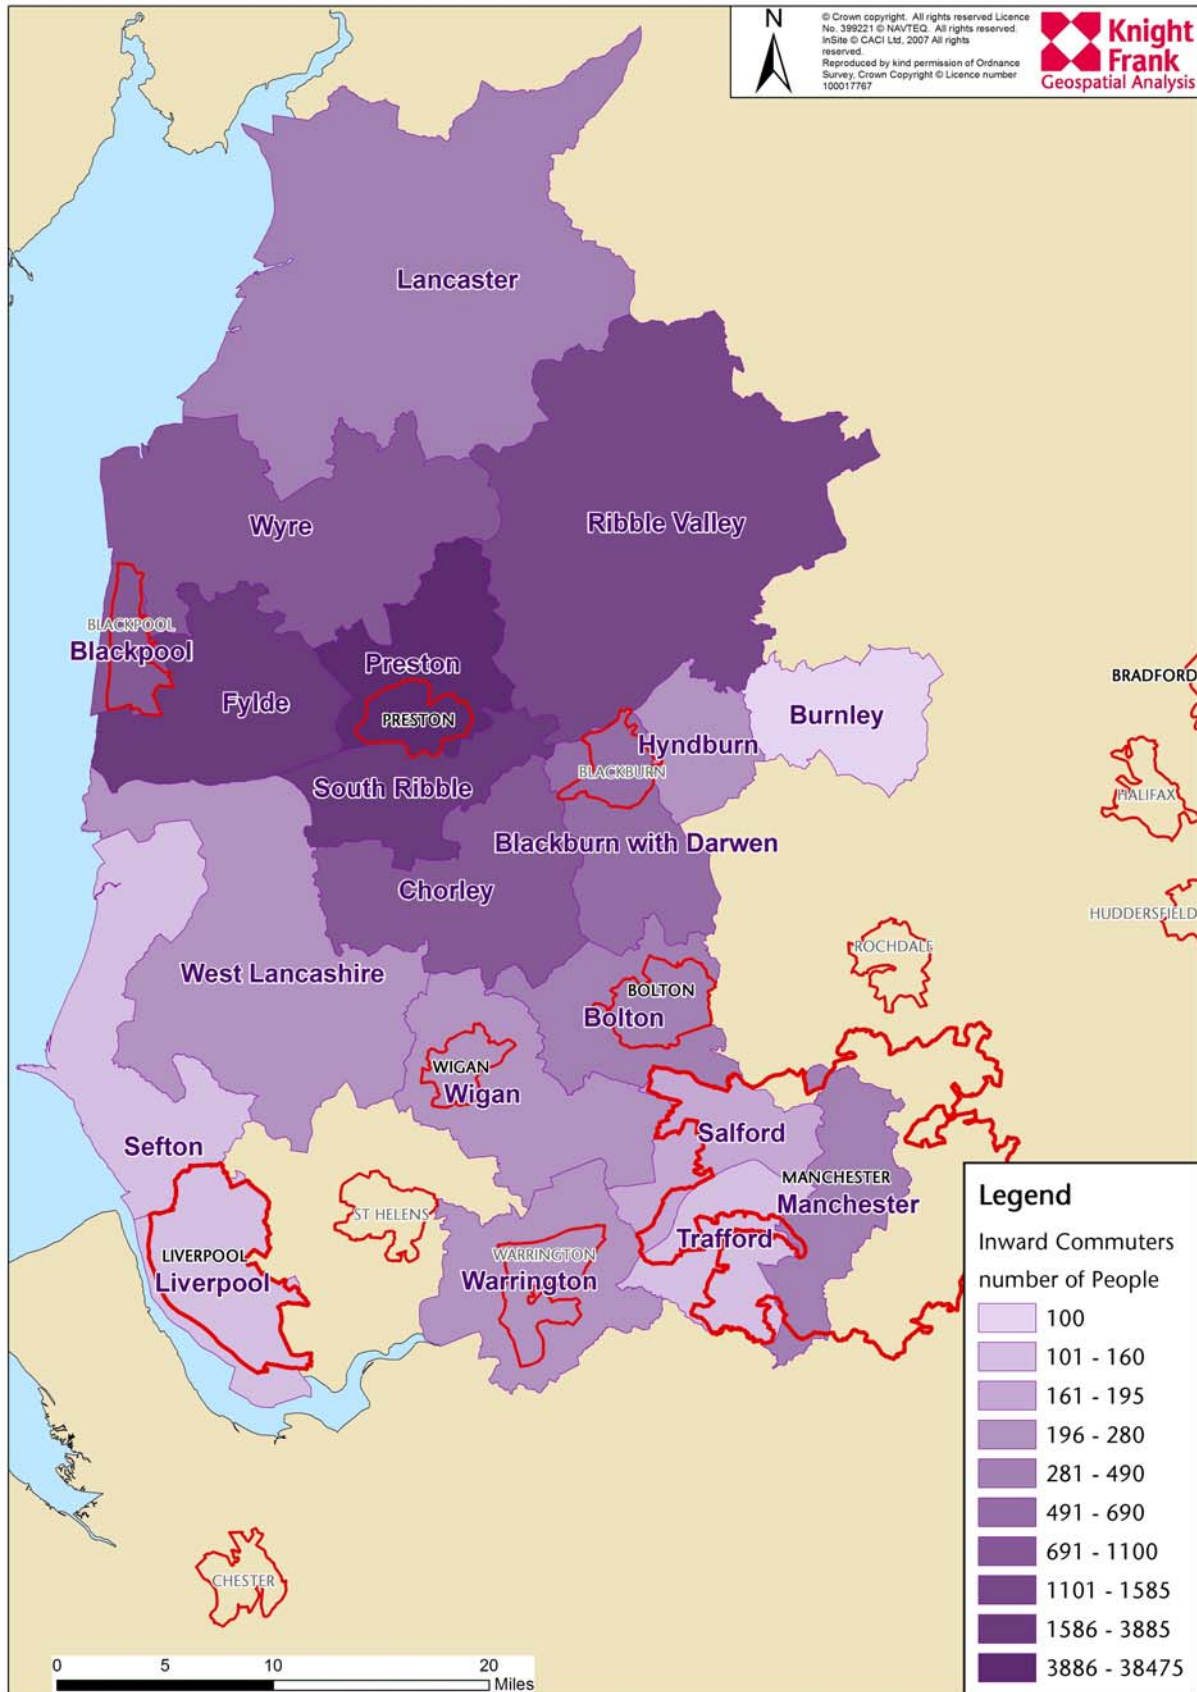 N
© Crown copyright. All rights reserved Licence
No. 399221 © NAVTEQ. All rights reserved.
InSite © CACI Ltd, 2007 All rights
reserved.
Reproduced by kind permission of Ordnance
Survey, Crown Copyright © Licence number
100017767
Knight
Frank
Geospatial Analysis
Lancaster
Wyre
Ribble Valley
BLACKPOOL
Blackpool
Preston
Fylde
PRESTON
Burnley
BRADFORD
Hyndburn
BLACKBURN
South Ribble
HALIFAX
Blackburn with Darwen
Chorley
HUDDERSFIELD
ROCHDALE
West Lancashire
BOLTON
Bolton
WIGAN
Wigan
Sefton
Salford
MANCHESTER
Manchester
ST HELENS
Trafford
LIVERPOOL
Liverpool
WARRINGTON
Warrington
CHESTER
Legend
Inward Commuters
number of People
100
101 - 160
161 - 195
196 - 280
281 - 490
491 - 690
691 - 1100
1101 - 1585
1586 - 3885
3886 - 38475
0 5 10 20
Miles